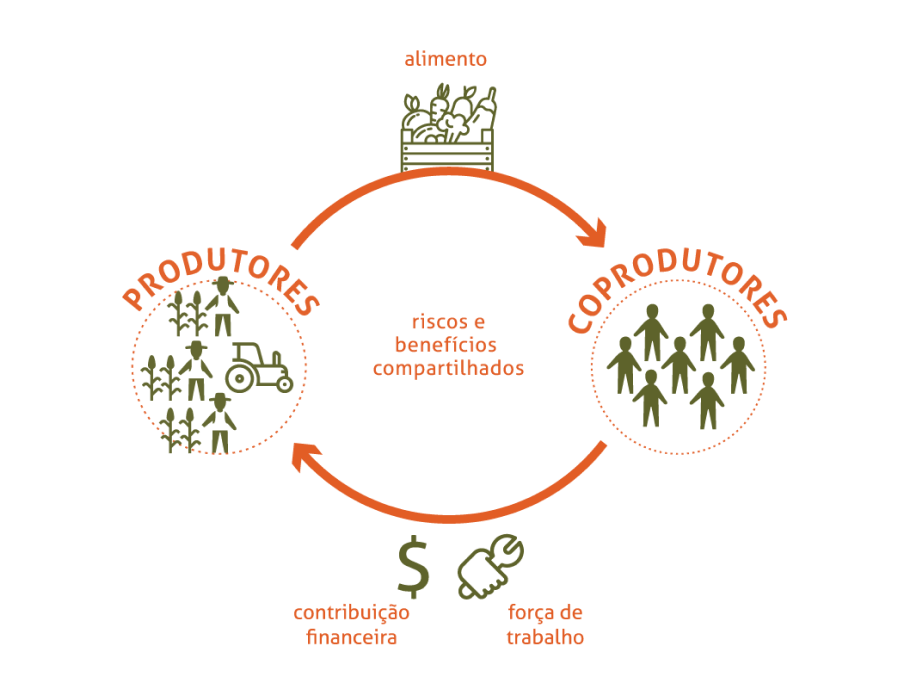 alimento
PRODUTORES
COPRODUTORES
riscos e
benefícios
compartilhados
$
contribuição
financeira
força de
trabalho